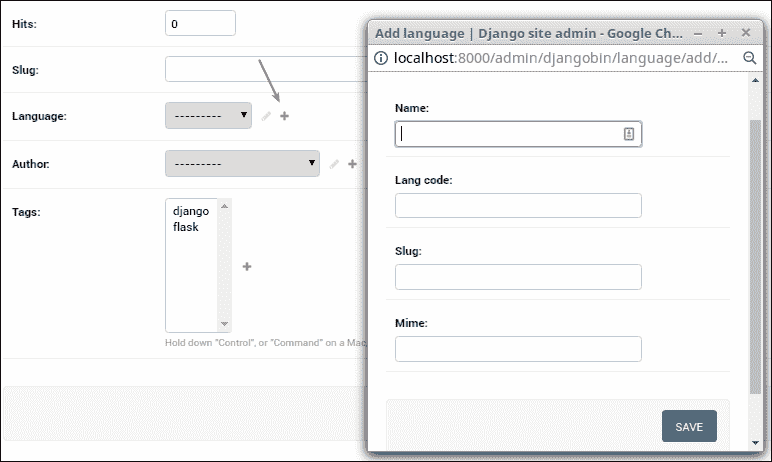 Hits:
0
Slug:
Language:
---------
Author:
---------
Tags:
django
flask
Hold down "Control", or "Command" on a Mac,
Add language | Django site admin - Google Ch...
localhost:8000/admin/djangobin/language/add/...
Name:
Lang code:
Slug:
Mime:
SAVE